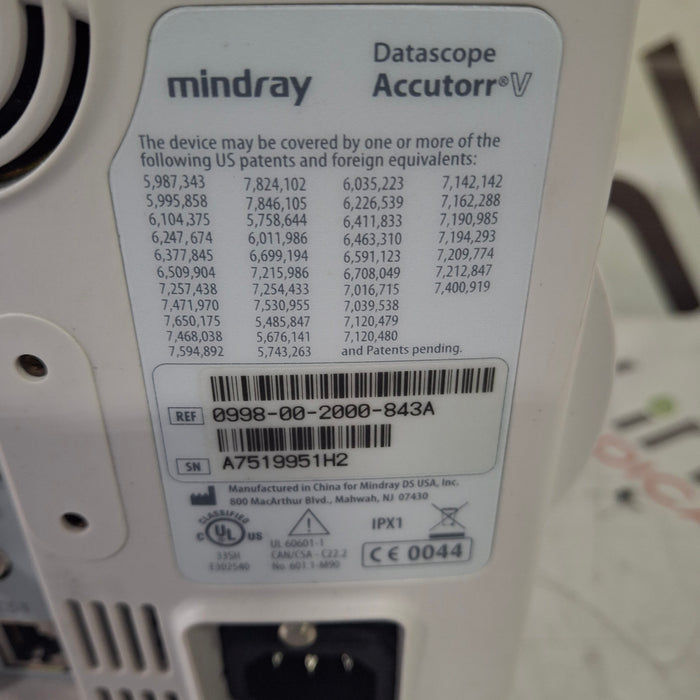 mindray
Datascope
Accutorr® V
The device may be covered by one or more of the
following US patents and foreign equivalents:
5,987,343 7,824,102 6,035,223 7,142,142
5,995,858 7,846,105 6,226,539 7,162,288
6,104,375 5,758,644 6,411,833 7,190,985
6,247,674 6,011,986 6,463,310 7,194,293
6,377,845 6,699,194 6,591,123 7,209,774
6,509,904 7,215,986 6,708,049 7,212,847
7,257,438 7,254,433 7,016,715 7,400,919
7,471,970 7,530,955 7,039,538
7,650,175 5,485,847 7,120,479
7,468,038 5,676,141 7,120,480
7,594,892 5,743,263 and Patents pending.
REF 0998-00-2000-843A
SN A7519951H2
Manufactured in China for Mindray DS USA, Inc.
800 MacArthur Blvd., Mahwah, NJ 07430
CLASSIFIED
C UL US
UL 60601-1
33SH CAN/CSA - C22.2
E302540 No. 601.1-M90
IPX1
CE 0044